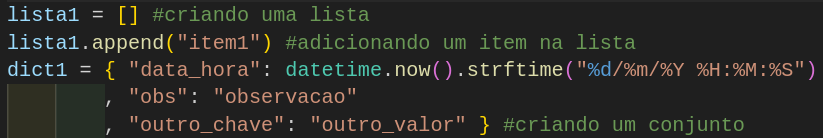 lista1 = [] #criando uma lista
lista1.append("item1") #adicionando um item na lista
dict1 = { "data_hora": datetime.now().strftime("%d/%m/%Y %H:%M:%S")
, "obs": "observacao"
, "outro_chave": "outro_valor" } #criando um conjunto